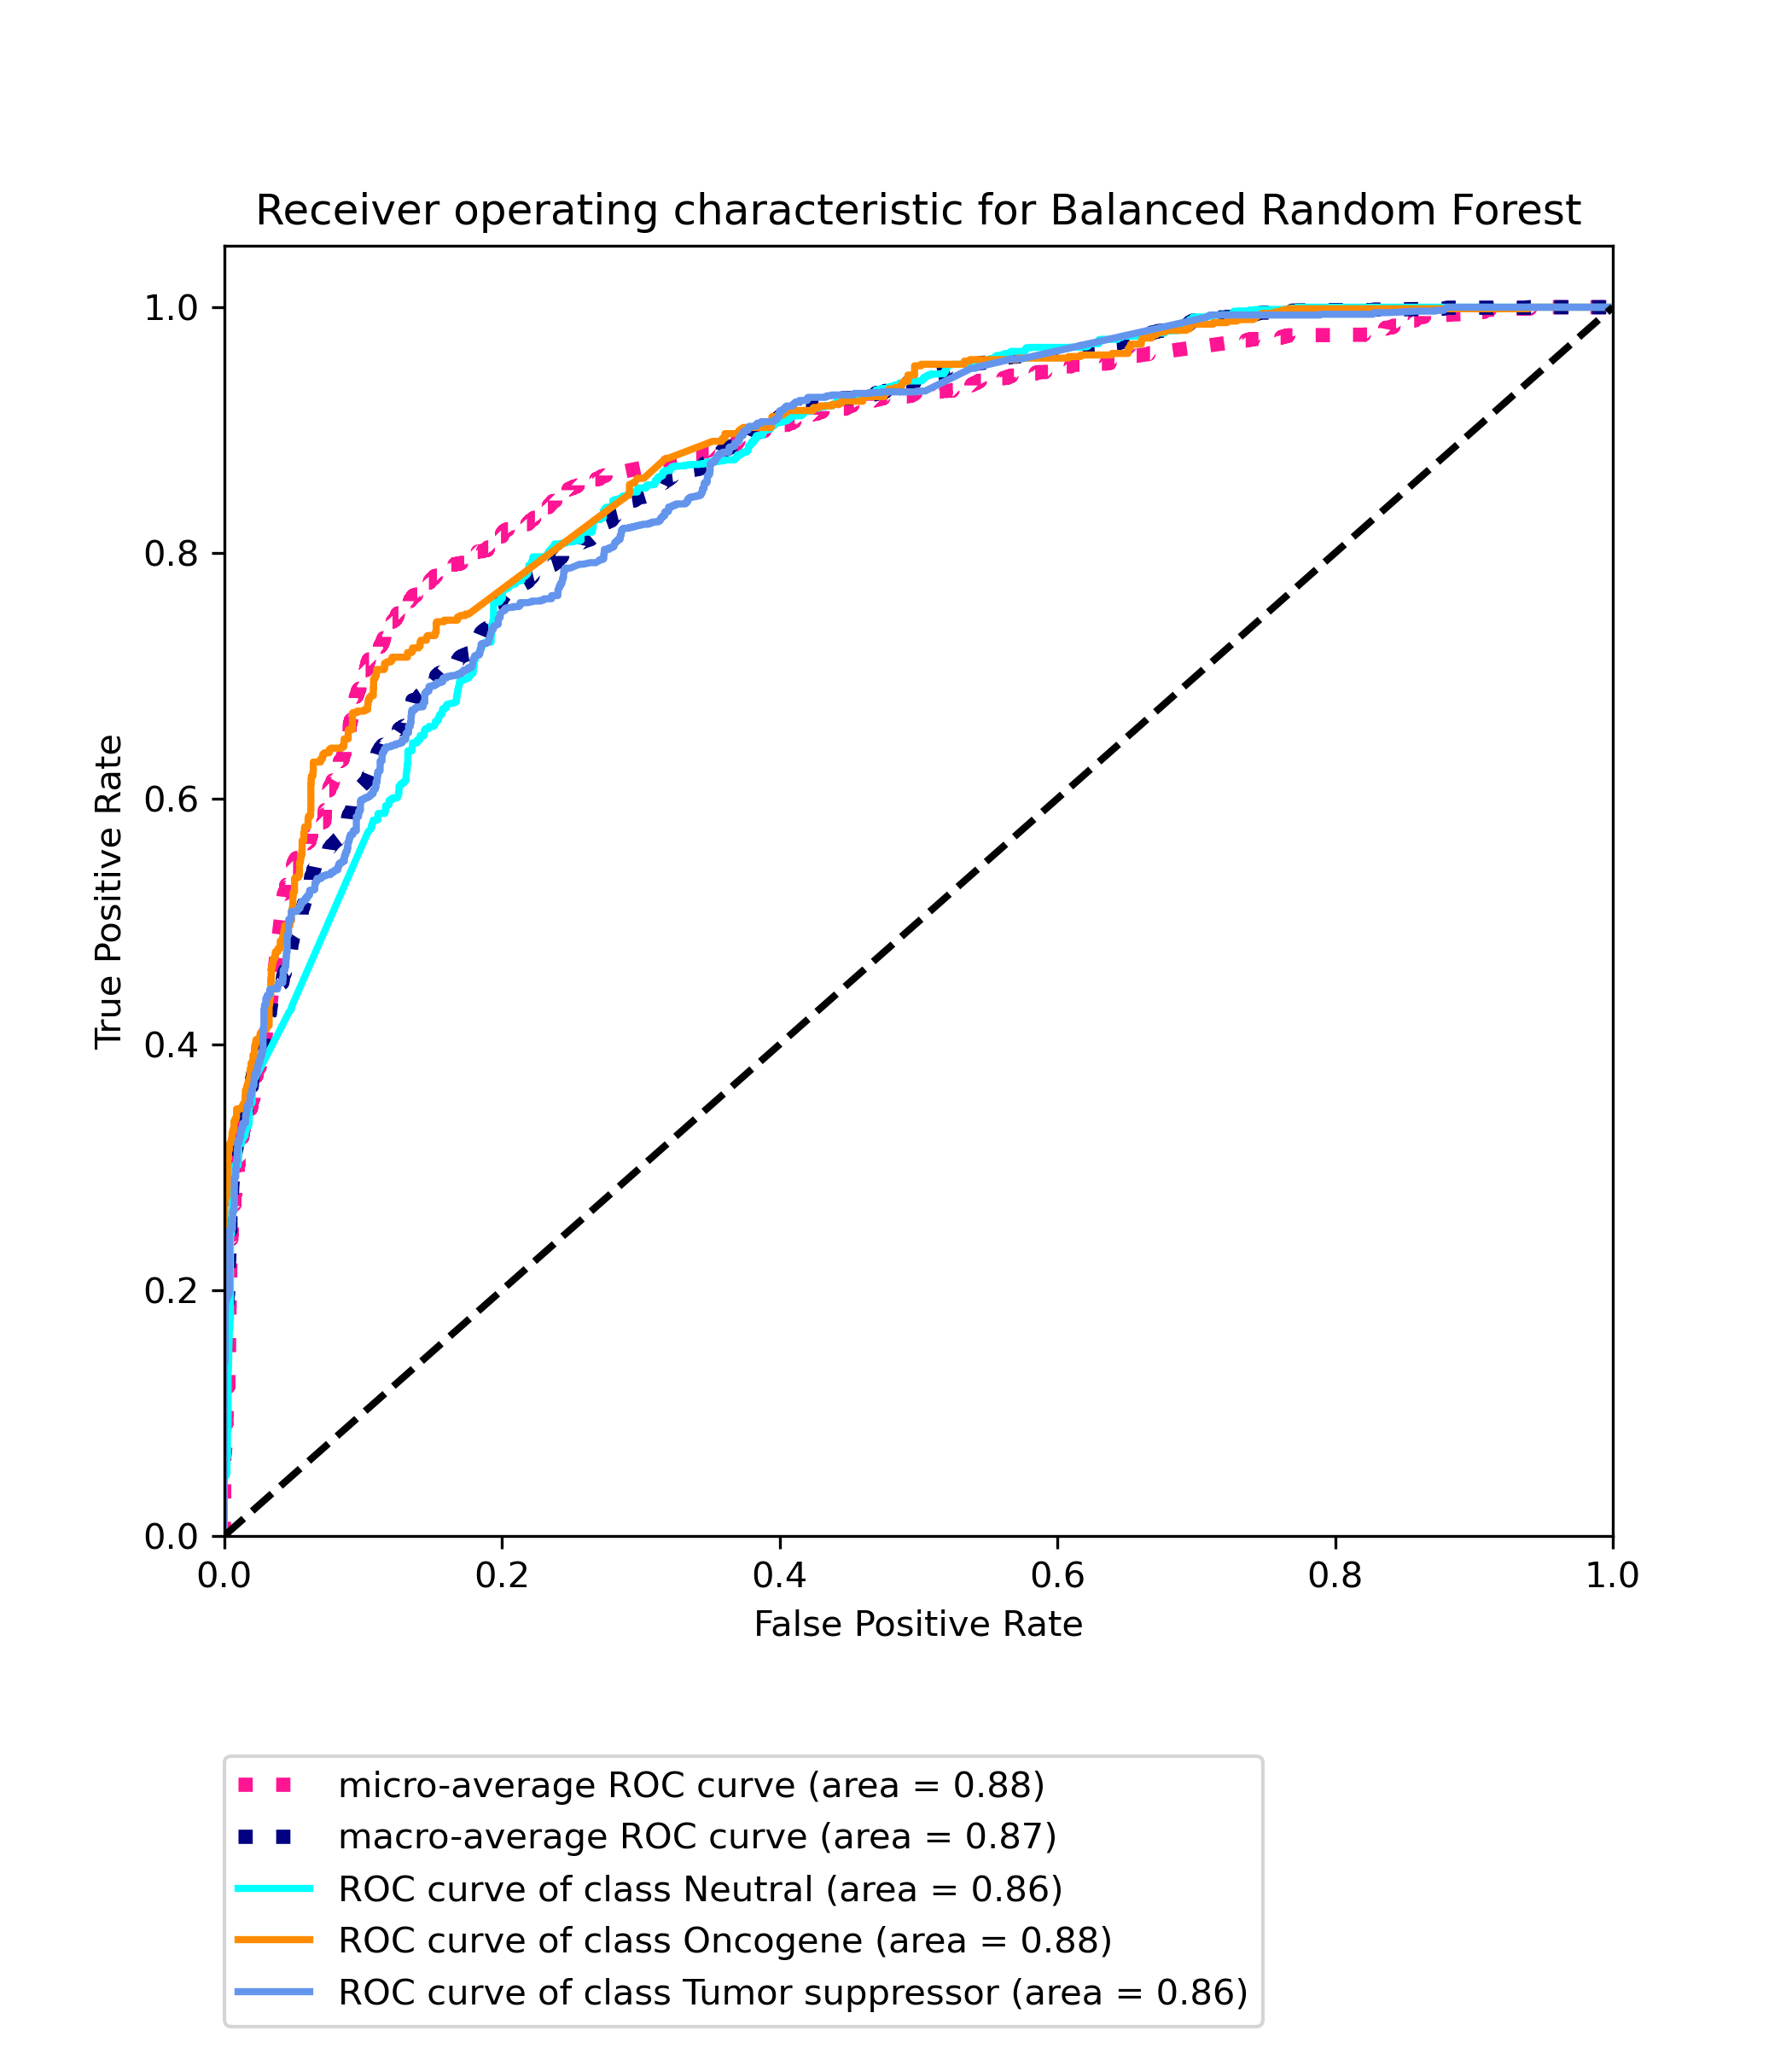 Receiver operating characteristic for Balanced Random Forest
1.0
0.8
0.6
0.4
0.2
0.0
True Positive Rate
0.0 0.2 0.4 0.6 0.8 1.0
False Positive Rate
micro-average ROC curve (area = 0.88)
macro-average ROC curve (area = 0.87)
ROC curve of class Neutral (area = 0.86)
ROC curve of class Oncogene (area = 0.88)
ROC curve of class Tumor suppressor (area = 0.86)